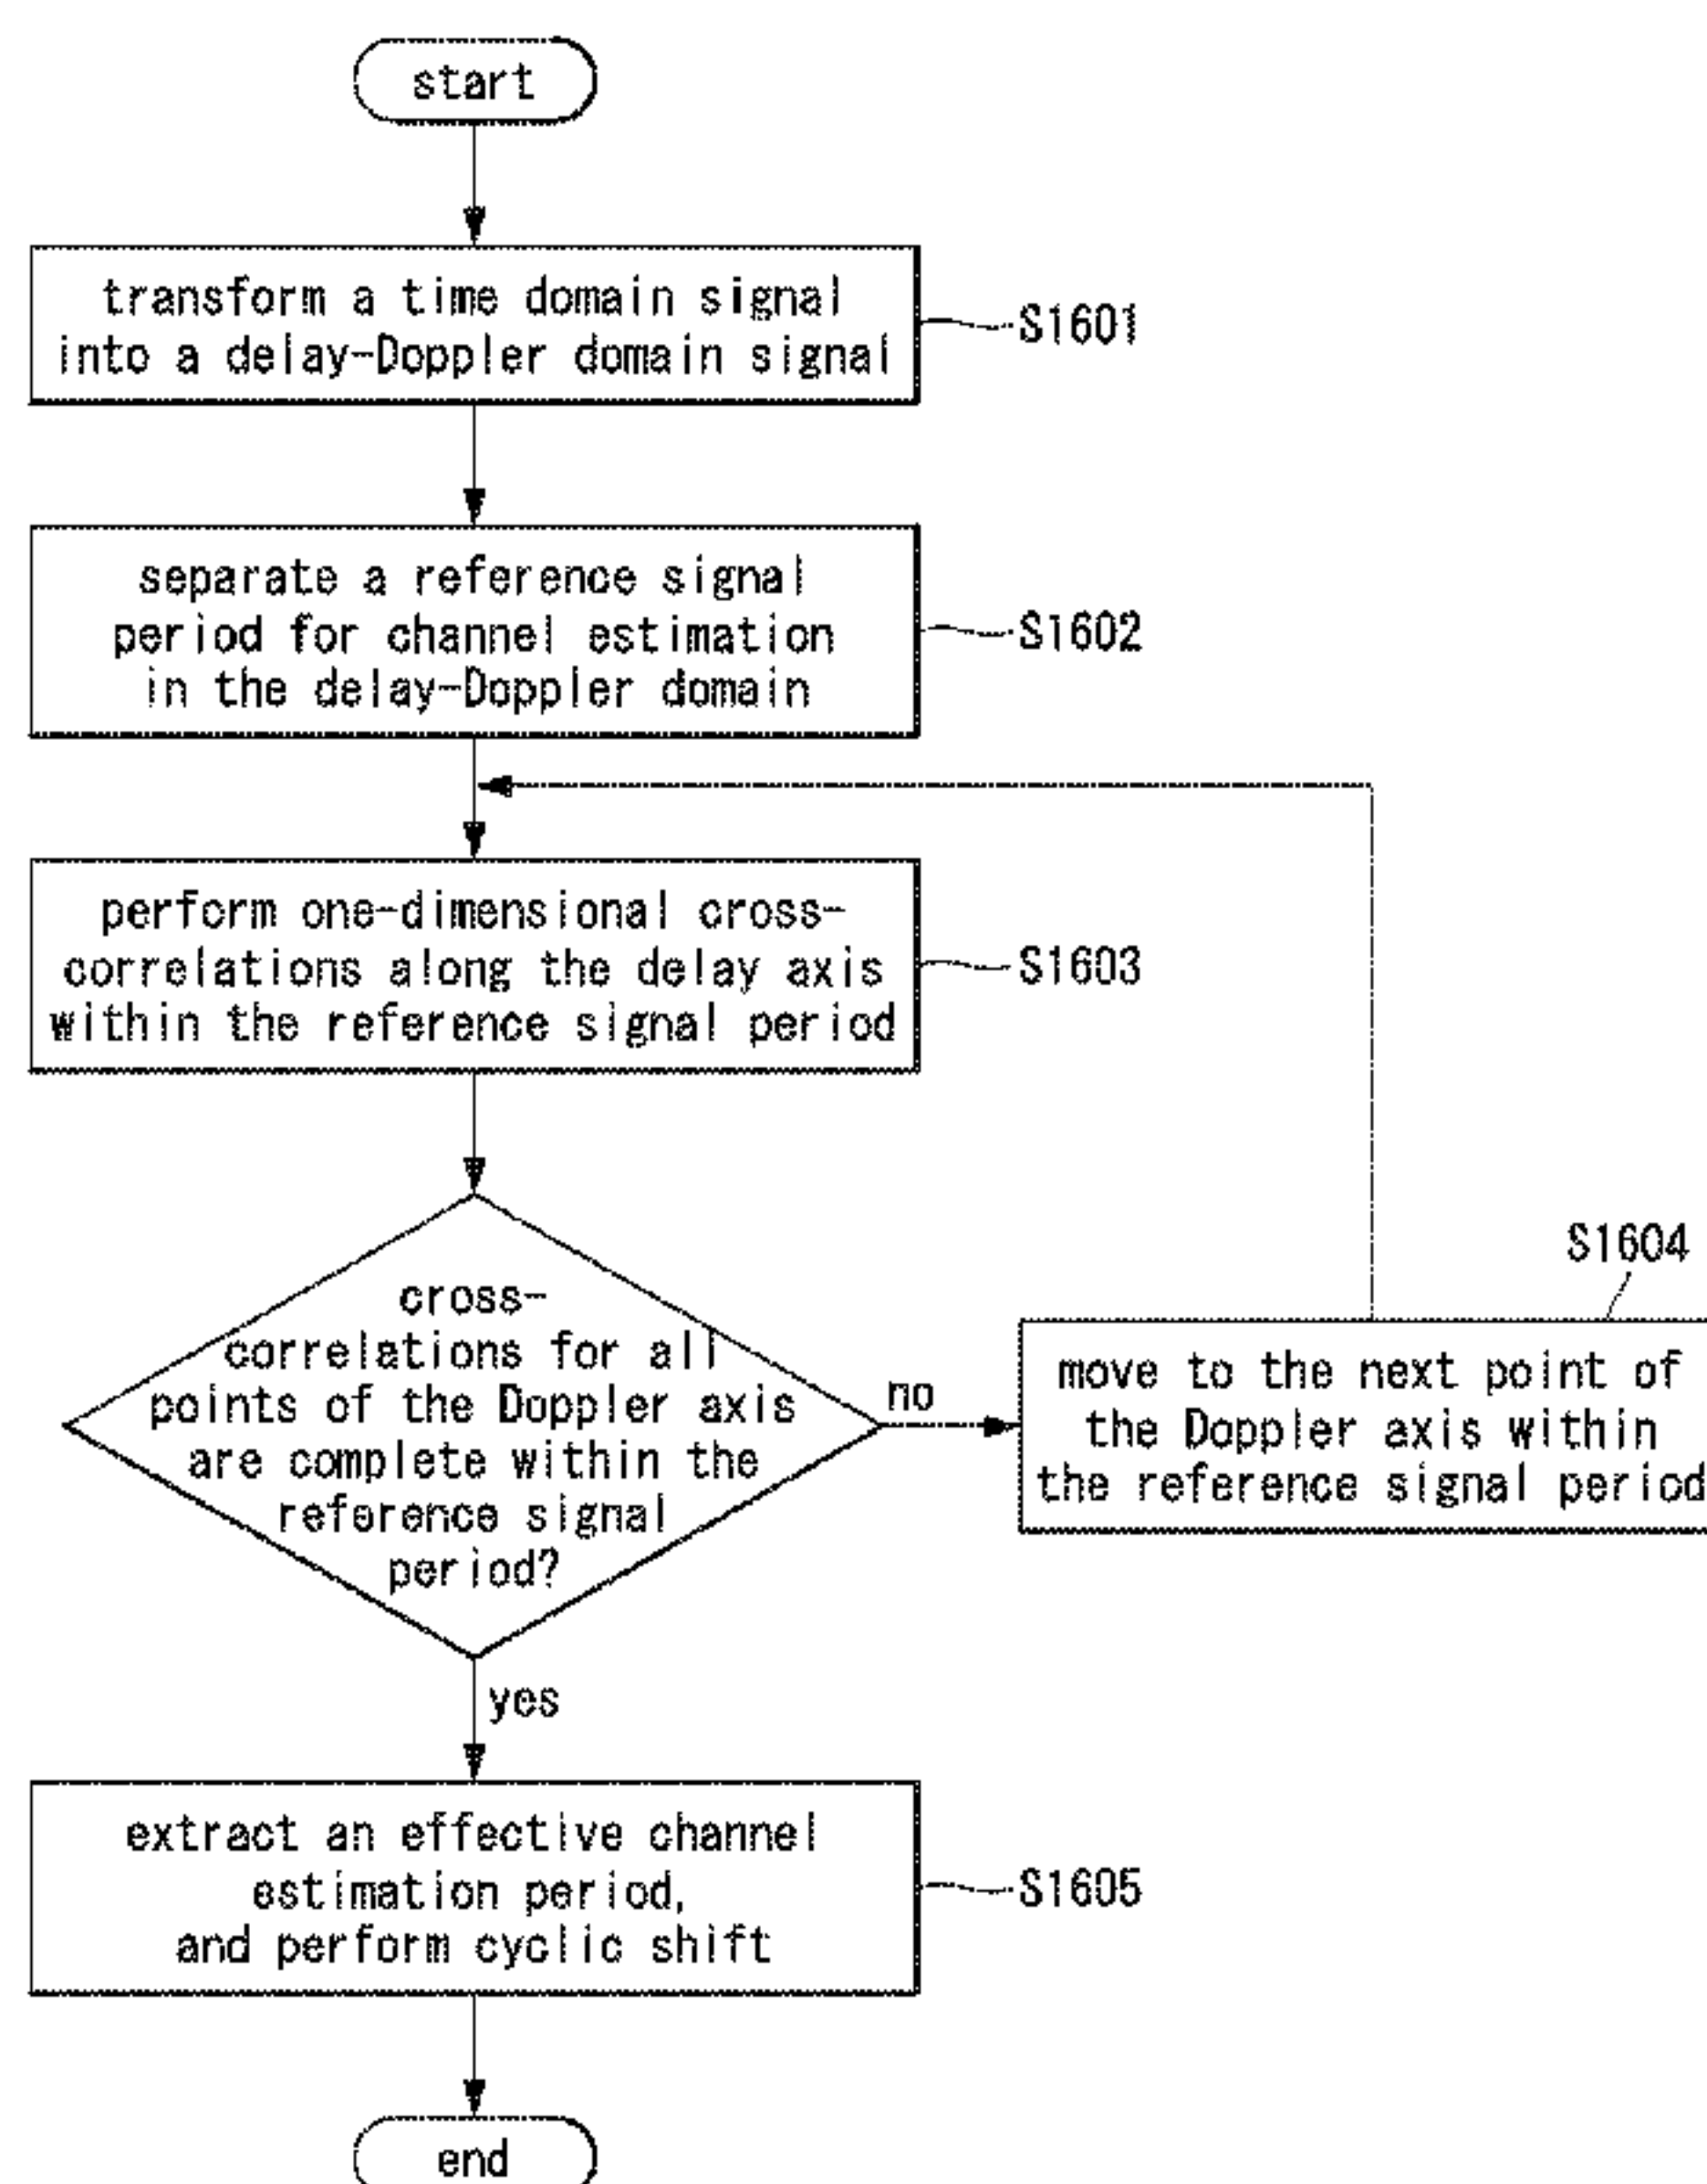 start
transform a time domain signal
into a delay-Doppler domain signal
S1601
separate a reference signal
period for channel estimation
in the delay-Doppler domain
S1602
perform one-dimensional cross-
correlations along the delay axis
within the reference signal period
S1603
cross-
correlations for all
points of the Doppler axis
are complete within the
reference signal
period?
no
S1604
move to the next point of
the Doppler axis within
the reference signal period
yes
extract an effective channel
estimation period,
and perform cyclic shift
S1605
end